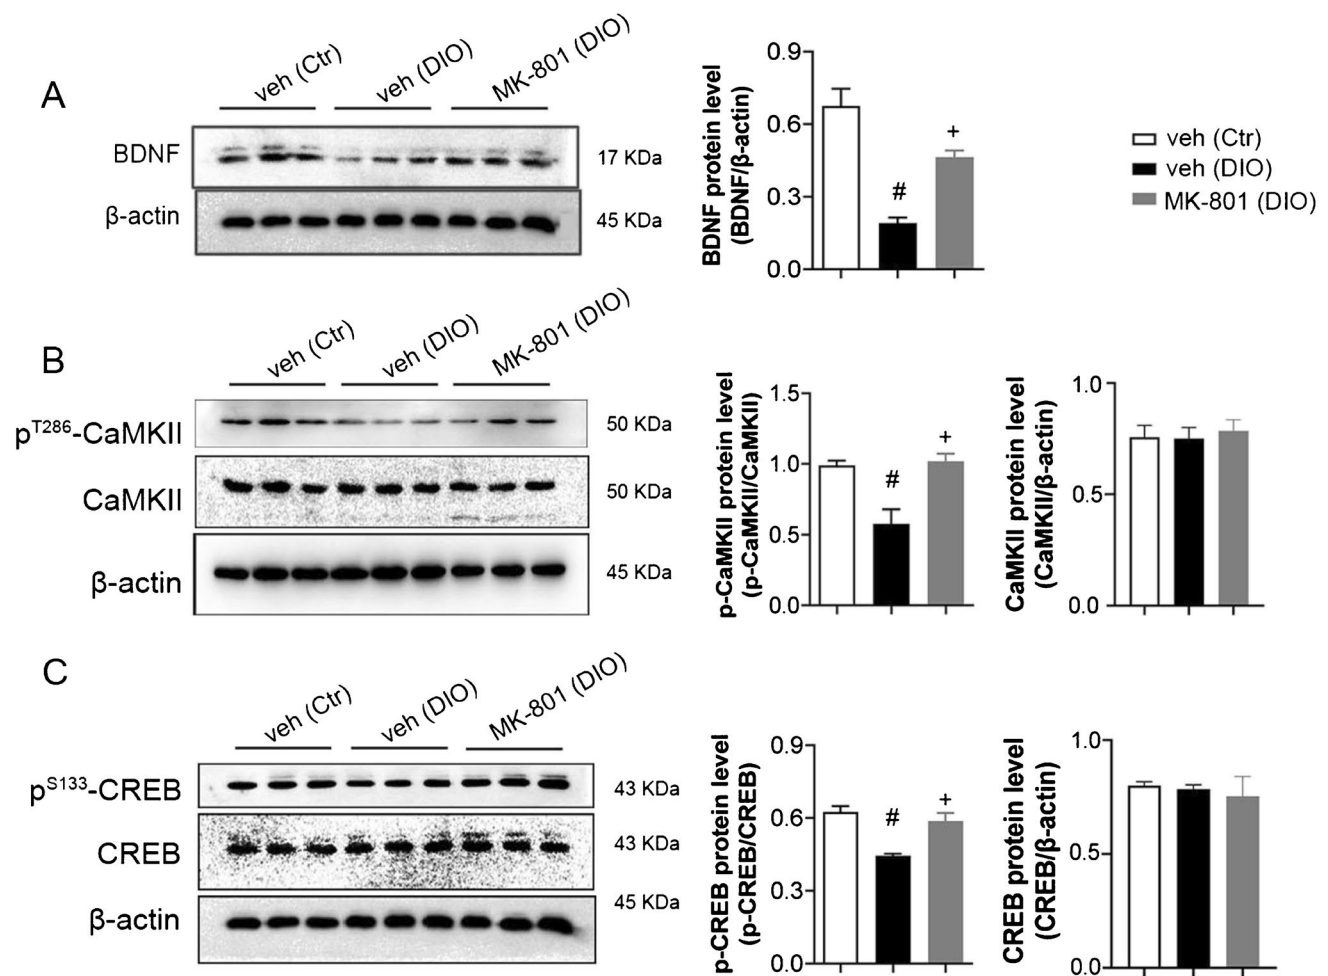 A
veh (Ctr)
veh (DIO)
MK-801 (DIO)
BDNF
17 KDa
β-actin
45 KDa
BDNF protein level
(BDNF/β-actin)
0.9
0.6
0.3
0.0
#
+
veh (Ctr)
veh (DIO)
MK-801 (DIO)
B
veh (Ctr)
veh (DIO)
MK-801 (DIO)
pT286-CaMKII
50 KDa
CaMKII
50 KDa
β-actin
45 KDa
p-CaMKII protein level
(p-CaMKII/CaMKII)
1.5
1.0
0.5
0.0
#
+
CaMKII protein level
(CaMKII/β-actin)
1.0
0.5
0.0
C
veh (Ctr)
veh (DIO)
MK-801 (DIO)
pS133-CREB
43 KDa
CREB
43 KDa
β-actin
45 KDa
p-CREB protein level
(p-CREB/CREB)
0.9
0.6
0.3
0.0
#
+
CREB protein level
(CREB/β-actin)
1.0
0.5
0.0